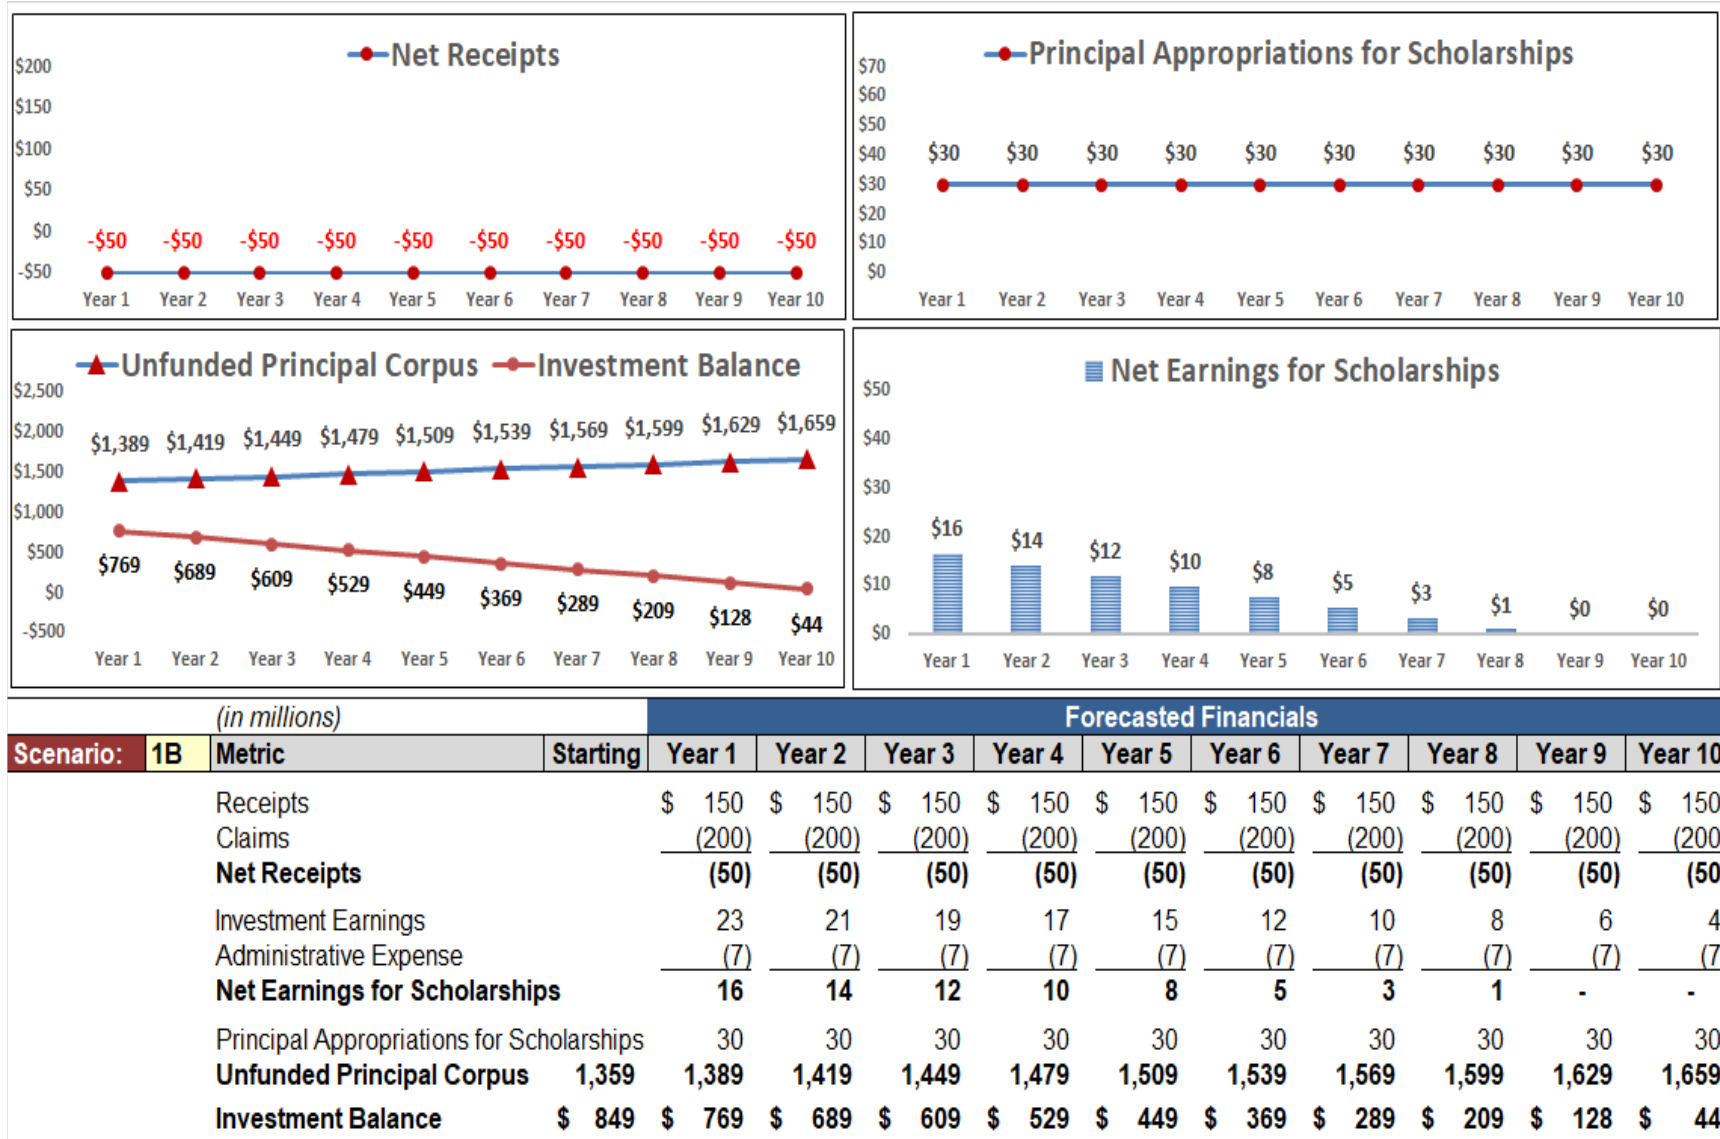 Net Receipts
$200
$150
$100
$50
$0
-$50
-$50 -$50 -$50 -$50 -$50 -$50 -$50 -$50 -$50 -$50
Year 1 Year 2 Year 3 Year 4 Year 5 Year 6 Year 7 Year 8 Year 9 Year 10
Principal Appropriations for Scholarships
$70
$60
$50
$40
$30
$20
$10
$0
$30 $30 $30 $30 $30 $30 $30 $30 $30 $30
Year 1 Year 2 Year 3 Year 4 Year 5 Year 6 Year 7 Year 8 Year 9 Year 10
Unfunded Principal Corpus Investment Balance
$2,500
$2,000
$1,500
$1,000
$500
$0
-$500
$1,389 $1,419 $1,449 $1,479 $1,509 $1,539 $1,569 $1,599 $1,629 $1,659
$769 $689 $609 $529 $449 $369 $289 $209 $128 $44
Year 1 Year 2 Year 3 Year 4 Year 5 Year 6 Year 7 Year 8 Year 9 Year 10
Net Earnings for Scholarships
$50
$40
$30
$20
$10
$0
$16 $14 $12 $10 $8 $5 $3 $1 $0 $0
Year 1 Year 2 Year 3 Year 4 Year 5 Year 6 Year 7 Year 8 Year 9 Year 10
(in millions) Forecasted Financials
Scenario: 1B Metric Starting Year 1 Year 2 Year 3 Year 4 Year 5 Year 6 Year 7 Year 8 Year 9 Year 10
Receipts $ 150 $ 150 $ 150 $ 150 $ 150 $ 150 $ 150 $ 150 $ 150 $ 150
Claims (200) (200) (200) (200) (200) (200) (200) (200) (200) (200
Net Receipts (50) (50) (50) (50) (50) (50) (50) (50) (50) (50
Investment Earnings 23 21 19 17 15 12 10 8 6 4
Administrative Expense (7) (7) (7) (7) (7) (7) (7) (7) (7) (7
Net Earnings for Scholarships 16 14 12 10 8 5 3 1 - -
Principal Appropriations for Scholarships 30 30 30 30 30 30 30 30 30 30
Unfunded Principal Corpus 1,359 1,389 1,419 1,449 1,479 1,509 1,539 1,569 1,599 1,629 1,659
Investment Balance $ 849 $ 769 $ 689 $ 609 $ 529 $ 449 $ 369 $ 289 $ 209 $ 128 $ 44